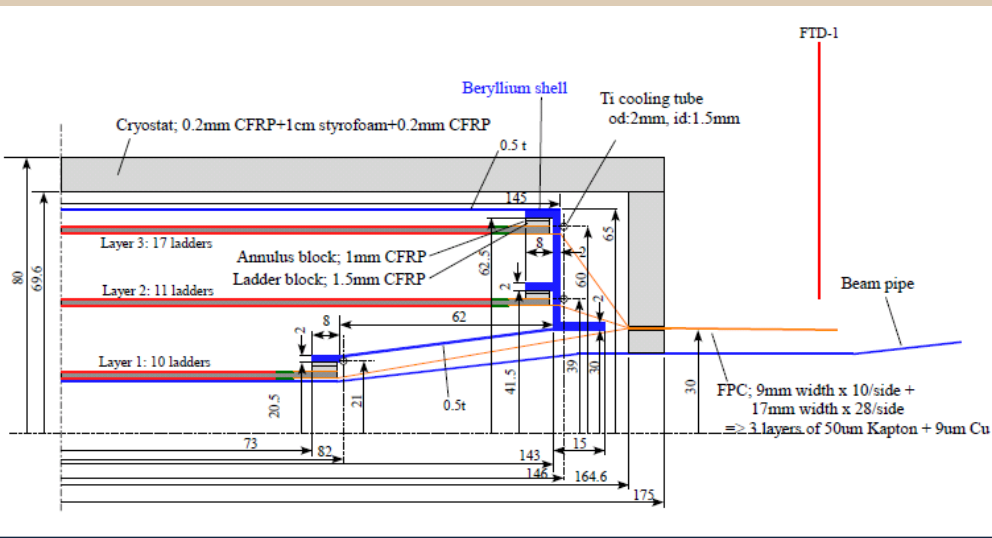 FTD-1
Beryllium shell
Ti cooling tube
od:2mm, id:1.5mm
Cryostat; 0.2mm CFRP+1cm styrofoam+0.2mm CFRP
0.5 t
145
Layer 3: 17 ladders
Annulus block; 1mm CFRP
Ladder block; 1.5mm CFRP
62.5
8
2
65
80
69.6
60
Layer 2: 11 ladders
2
2
Beam pipe
8
62
2
Layer 1: 10 ladders
20.5
21
0.5t
41.5
39
30
30
FPC; 9mm width x 10/side +
17mm width x 28/side
=> 3 layers of 50um Kapton + 9um Cu
73
82
15
143
146
164.6
175